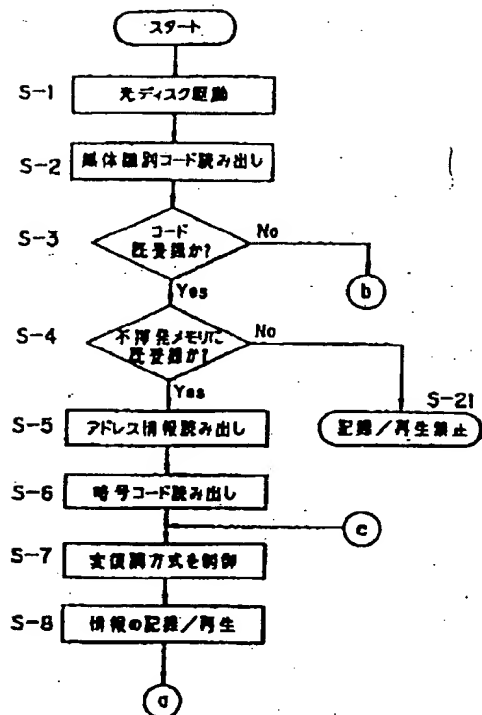 スタート
S-1
光ディスク駆動
S-2
媒体識別コード読み出し
S-3
コード
既登録か?
No
b
Yes
S-4
不揮発メモリに
既登録か?
No
Yes
S-21
記録/再生禁止
S-5
アドレス情報読み出し
S-6
暗号コード読み出し
c
S-7
変復調方式を制御
S-8
情報の記録/再生
a